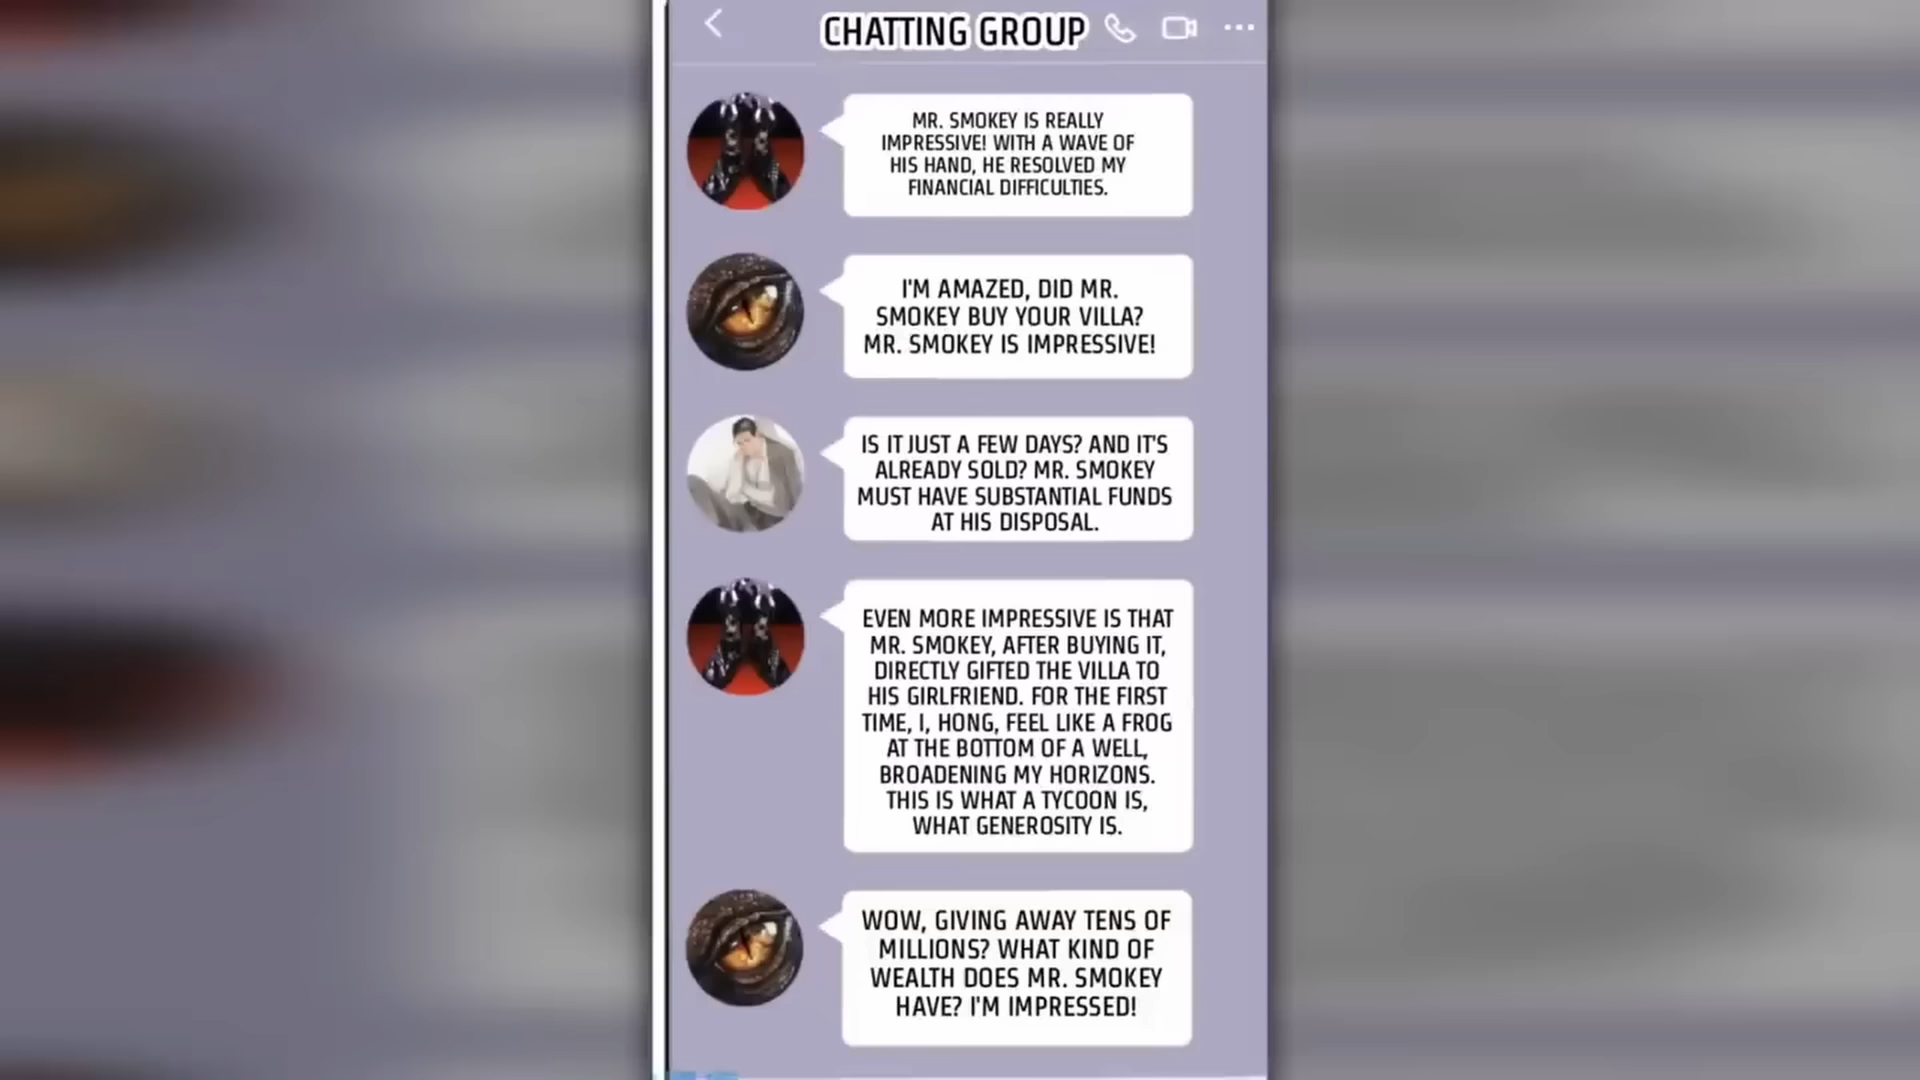 CHATTING GROUP
MR. SMOKEY IS REALLY
IMPRESSIVE! WITH A WAVE OF
HIS HAND, HE RESOLVED MY
FINANCIAL DIFFICULTIES.
I'M AMAZED, DID MR.
SMOKEY BUY YOUR VILLA?
MR. SMOKEY IS IMPRESSIVE!
IS IT JUST A FEW DAYS? AND IT'S
ALREADY SOLD? MR. SMOKEY
MUST HAVE SUBSTANTIAL FUNDS
AT HIS DISPOSAL.
EVEN MORE IMPRESSIVE IS THAT
MR. SMOKEY, AFTER BUYING IT,
DIRECTLY GIFTED THE VILLA TO
HIS GIRLFRIEND. FOR THE FIRST
TIME, I, HONG, FEEL LIKE A FROG
AT THE BOTTOM OF A WELL,
BROADENING MY HORIZONS.
THIS IS WHAT A TYCOON IS,
WHAT GENEROSITY IS.
WOW, GIVING AWAY TENS OF
MILLIONS? WHAT KIND OF
WEALTH DOES MR. SMOKEY
HAVE? I'M IMPRESSED!